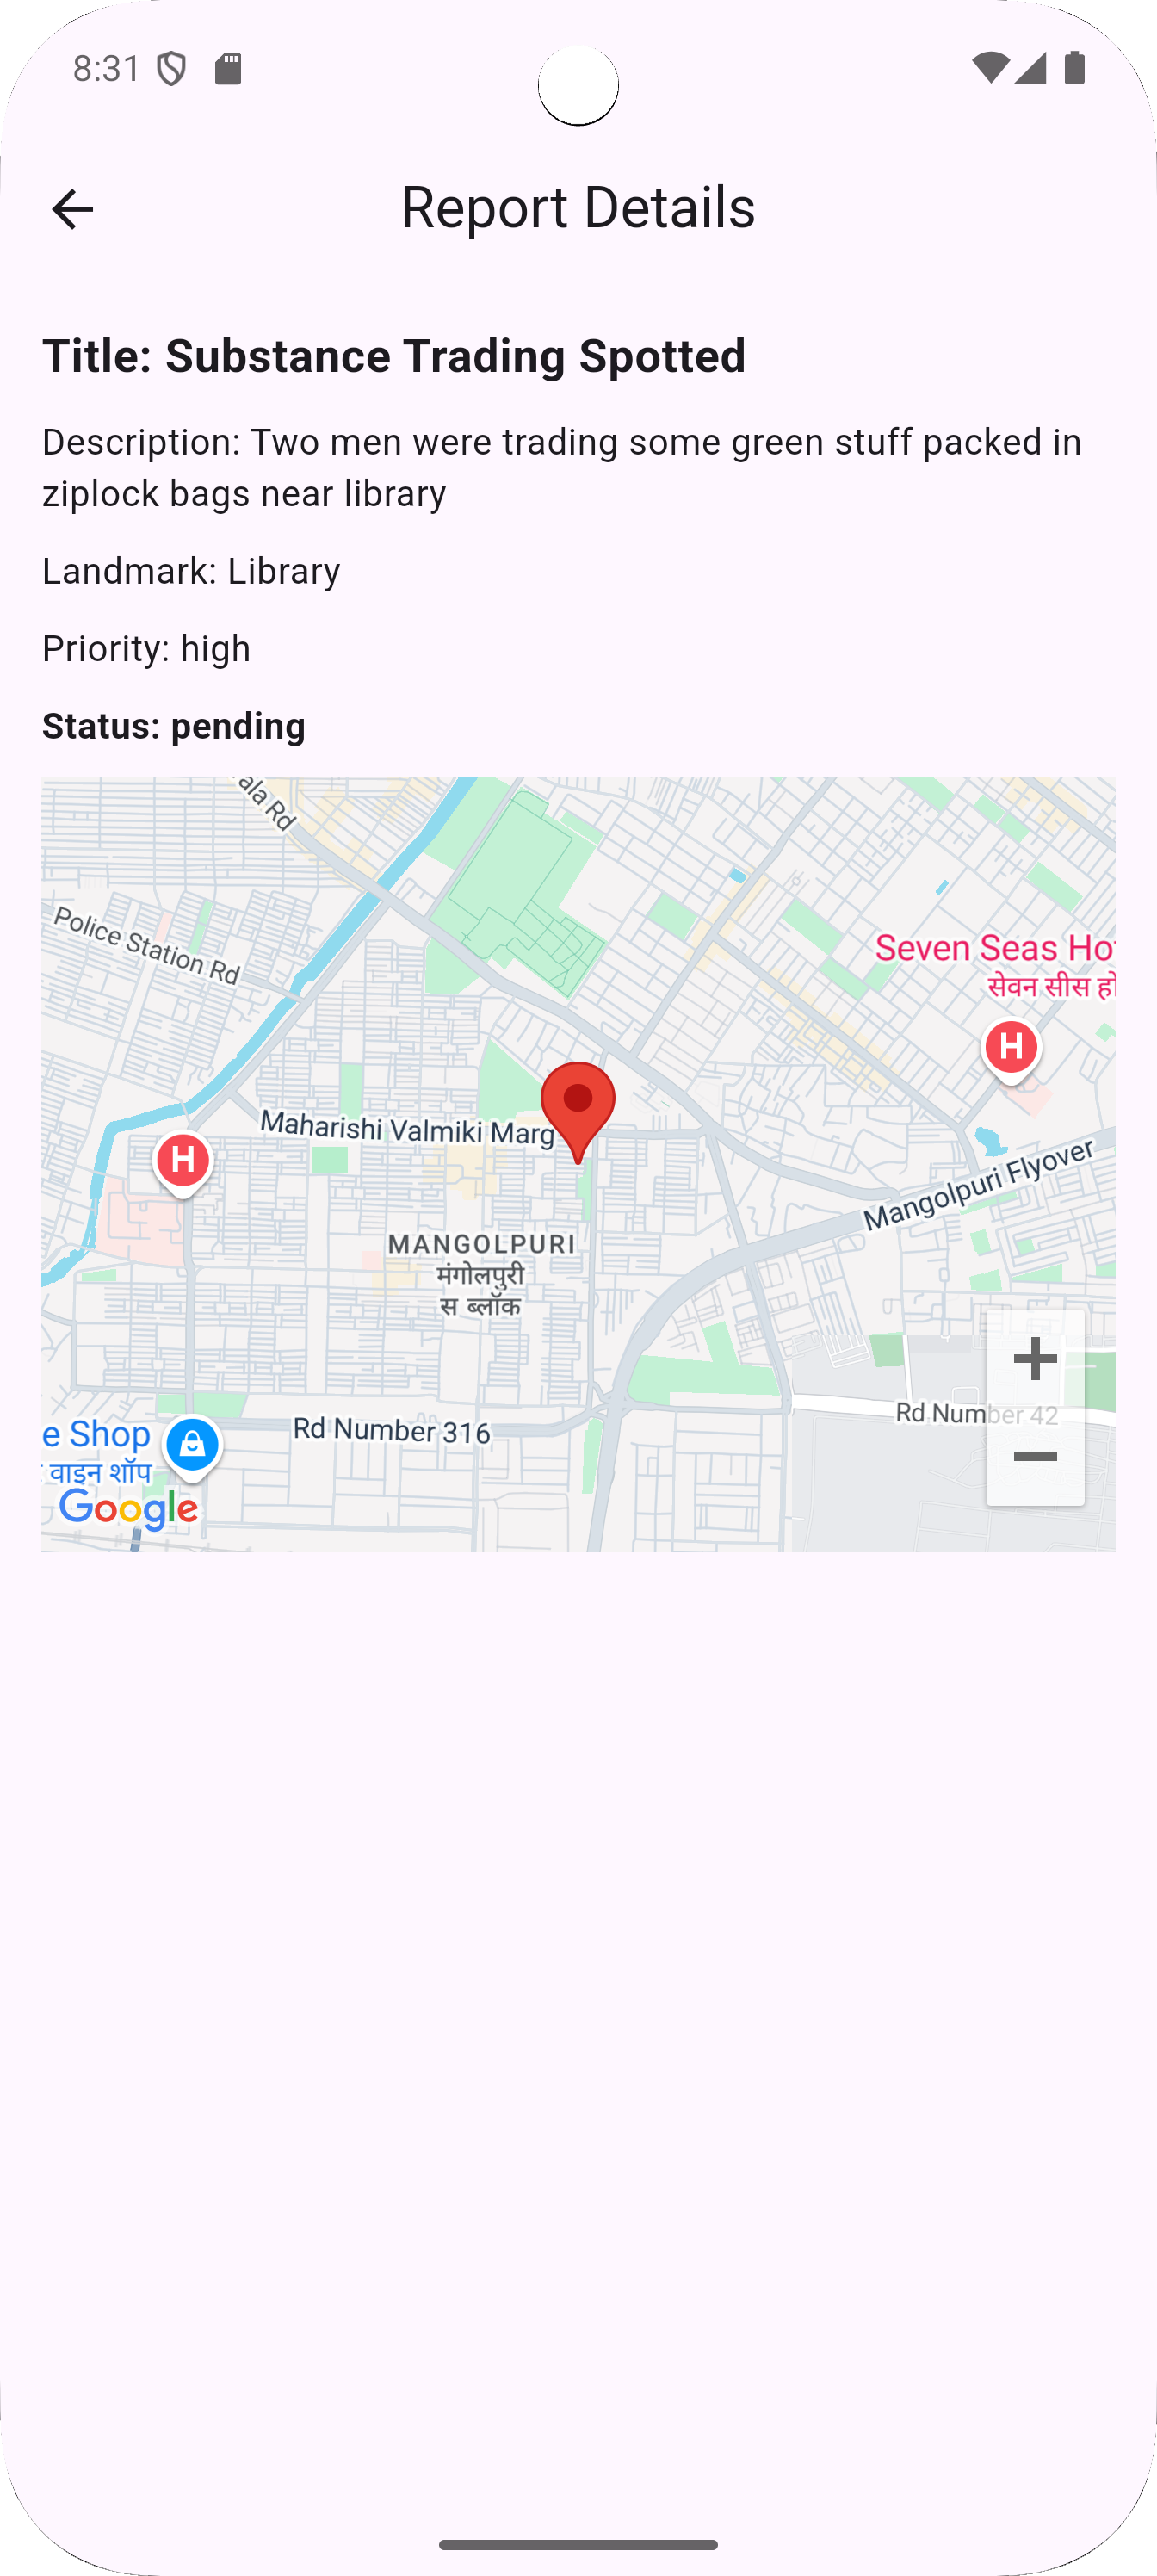 8:31
Report Details
Title: Substance Trading Spotted
Description: Two men were trading some green stuff packed in
ziplock bags near library
Landmark: Library
Priority: high
Status: pending
ala Rd
Police Station Rd
Seven Seas Ho
सेवन सीस हो
H
Maharishi Valmiki Marg
H
Mangolpuri Flyover
MANGOLPURI
मंगोलपुरी
स ब्लॉक
+
Rd Number 42
Rd Number 316
e Shop
वाइन शॉप
−
Google